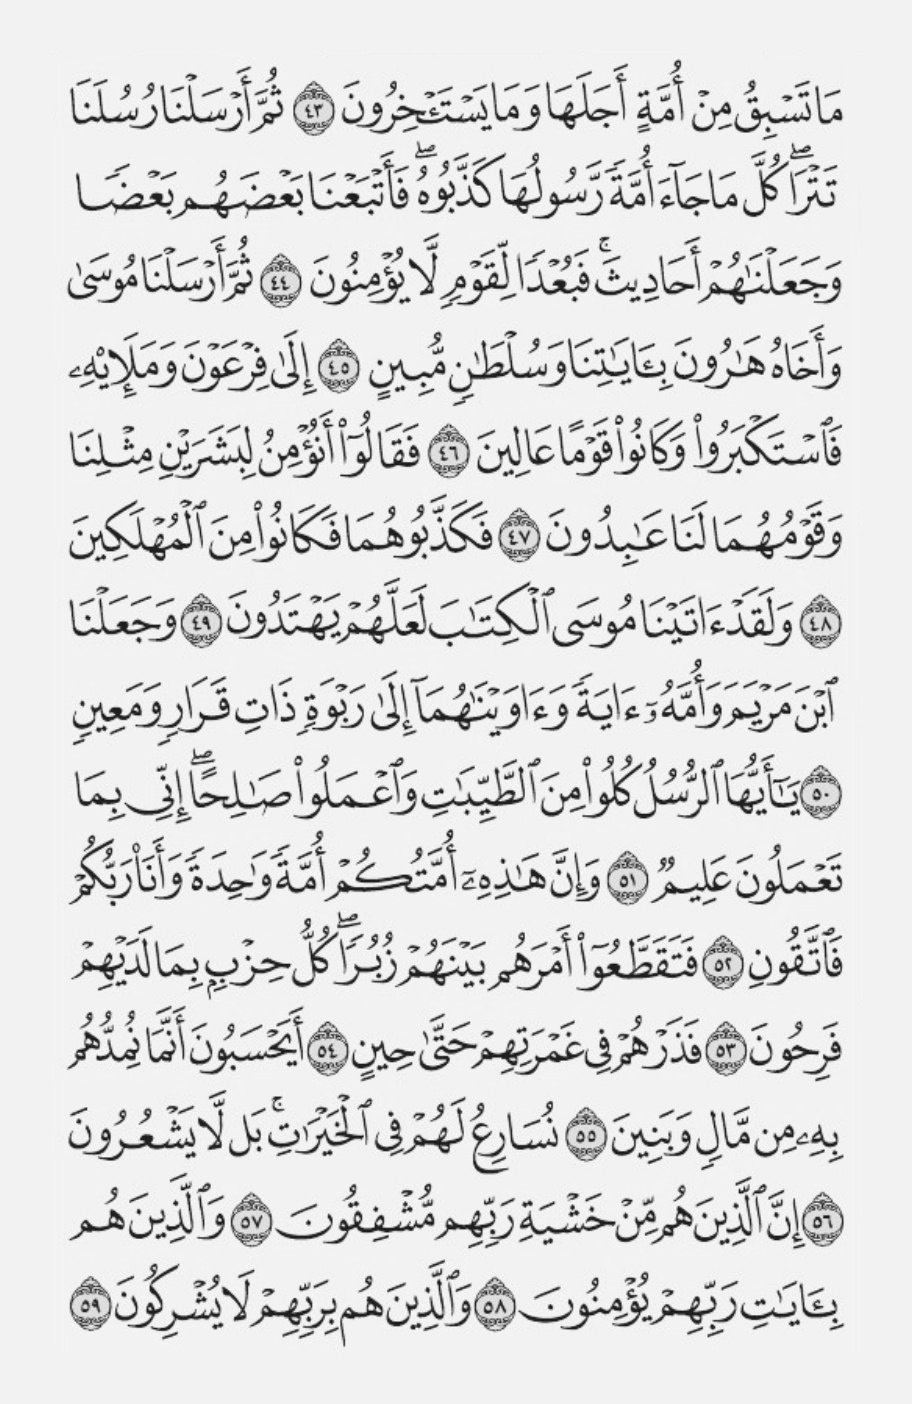 مَا تَسۡبِقُ مِنۡ أُمَّةٍ أَجَلَهَا وَمَا يَسۡتَـٔۡخِرُونَ ٤٣ ثُمَّ أَرۡسَلۡنَا رُسُلَنَا
تَتۡرَاۖ كُلَّ مَا جَآءَ أُمَّةٗ رَّسُولُهَا كَذَّبُوهُۖ فَأَتۡبَعۡنَا بَعۡضَهُم بَعۡضٗا
وَجَعَلۡنَٰهُمۡ أَحَادِيثَۚ فَبُعۡدٗا لِّقَوۡمٖ لَّا يُؤۡمِنُونَ ٤٤ ثُمَّ أَرۡسَلۡنَا مُوسَىٰ
وَأَخَاهُ هَٰرُونَ بِـَٔايَٰتِنَا وَسُلۡطَٰنٖ مُّبِينٍ ٤٥ إِلَىٰ فِرۡعَوۡنَ وَمَلَإِيْهِۦ
فَٱسۡتَكۡبَرُواْ وَكَانُواْ قَوۡمًا عَالِينَ ٤٦ فَقَالُوٓاْ أَنُؤۡمِنُ لِبَشَرَيۡنِ مِثۡلِنَا
وَقَوۡمُهُمَا لَنَا عَٰبِدُونَ ٤٧ فَكَذَّبُوهُمَا فَكَانُواْ مِنَ ٱلۡمُهۡلَكِينَ
٤٨ وَلَقَدۡ ءَاتَيۡنَا مُوسَى ٱلۡكِتَٰبَ لَعَلَّهُمۡ يَهۡتَدُونَ ٤٩ وَجَعَلۡنَا
ٱبۡنَ مَرۡيَمَ وَأُمَّهُۥٓ ءَايَةٗ وَءَاوَيۡنَٰهُمَآ إِلَىٰ رَبۡوَةٖ ذَاتِ قَرَارٖ وَمَعِينٖ
٥٠ يَٰٓأَيُّهَا ٱلرُّسُلُ كُلُواْ مِنَ ٱلطَّيِّبَٰتِ وَٱعۡمَلُواْ صَٰلِحًاۖ إِنِّي بِمَا
تَعۡمَلُونَ عَلِيمٞ ٥١ وَإِنَّ هَٰذِهِۦٓ أُمَّتُكُمۡ أُمَّةٗ وَٰحِدَةٗ وَأَنَا۠ رَبُّكُمۡ
فَٱتَّقُونِ ٥٢ فَتَقَطَّعُوٓاْ أَمۡرَهُم بَيۡنَهُمۡ زُبُرٗاۖ كُلُّ حِزۡبِۭ بِمَا لَدَيۡهِمۡ
فَرِحُونَ ٥٣ فَذَرۡهُمۡ فِي غَمۡرَتِهِمۡ حَتَّىٰ حِينٍ ٥٤ أَيَحۡسَبُونَ أَنَّمَا نُمِدُّهُم
بِهِۦ مِن مَّالٖ وَبَنِينَ ٥٥ نُسَارِعُ لَهُمۡ فِي ٱلۡخَيۡرَٰتِۚ بَل لَّا يَشۡعُرُونَ
٥٦ إِنَّ ٱلَّذِينَ هُم مِّنۡ خَشۡيَةِ رَبِّهِم مُّشۡفِقُونَ ٥٧ وَٱلَّذِينَ هُم
بِـَٔايَٰتِ رَبِّهِمۡ يُؤۡمِنُونَ ٥٨ وَٱلَّذِينَ هُم بِرَبِّهِمۡ لَا يُشۡرِكُونَ ٥٩